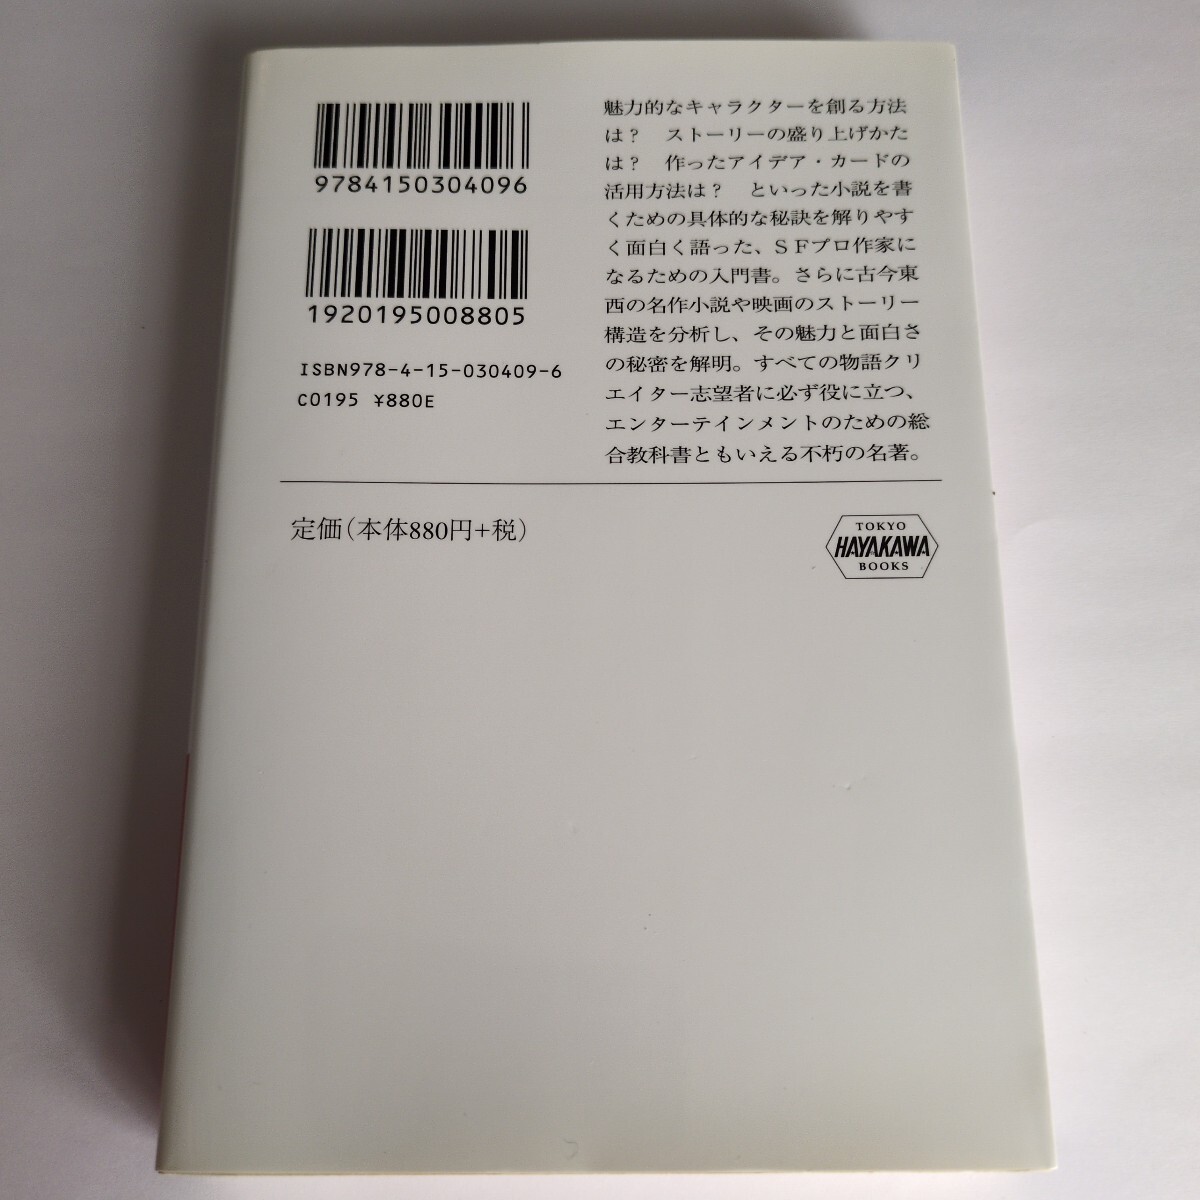 9784150304096
1920195008805
ISBN978-4-15-030409-6
C0195 ¥880E
魅力的なキャラクターを創る方法
は？　ストーリーの盛り上げかた
は？　作ったアイデア・カードの
活用方法は？　といった小説を書
くための具体的な秘訣を解りやす
く面白く語った、ＳＦプロ作家に
なるための入門書。さらに古今東
西の名作小説や映画のストーリー
構造を分析し、その魅力と面白さ
の秘密を解明。すべての物語クリ
エイター志望者に必ず役に立つ、
エンターテインメントのための総
合教科書ともいえる不朽の名著。
定価（本体880円+税）
TOKYO
HAYAKAWA
BOOKS